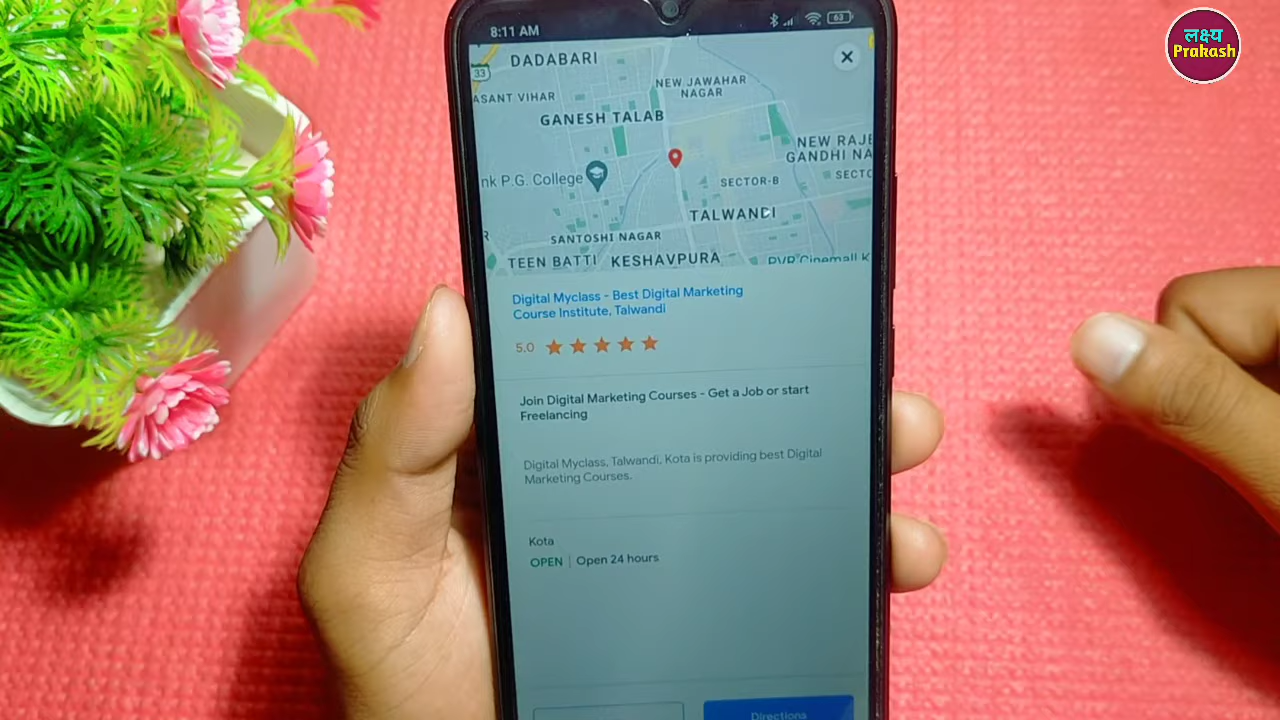 8:11 AM
63
लक्ष्य
Prakash
33
DADABARI
NEW JAWAHAR
NAGAR
ASANT VIHAR
GANESH TALAB
NEW RAJE
GANDHI NA
nk P.G. College
SECTO
SECTOR-B
TALWANDI
SANTOSHI NAGAR
TEEN BATTI
KESHAVPURA
PVR Cinemall K
Digital Myclass - Best Digital Marketing
Course Institute, Talwandi
5.0
Join Digital Marketing Courses - Get a Job or start
Freelancing
Digital Myclass, Talwandi, Kota is providing best Digital
Marketing Courses.
Kota
OPEN | Open 24 hours
Directions